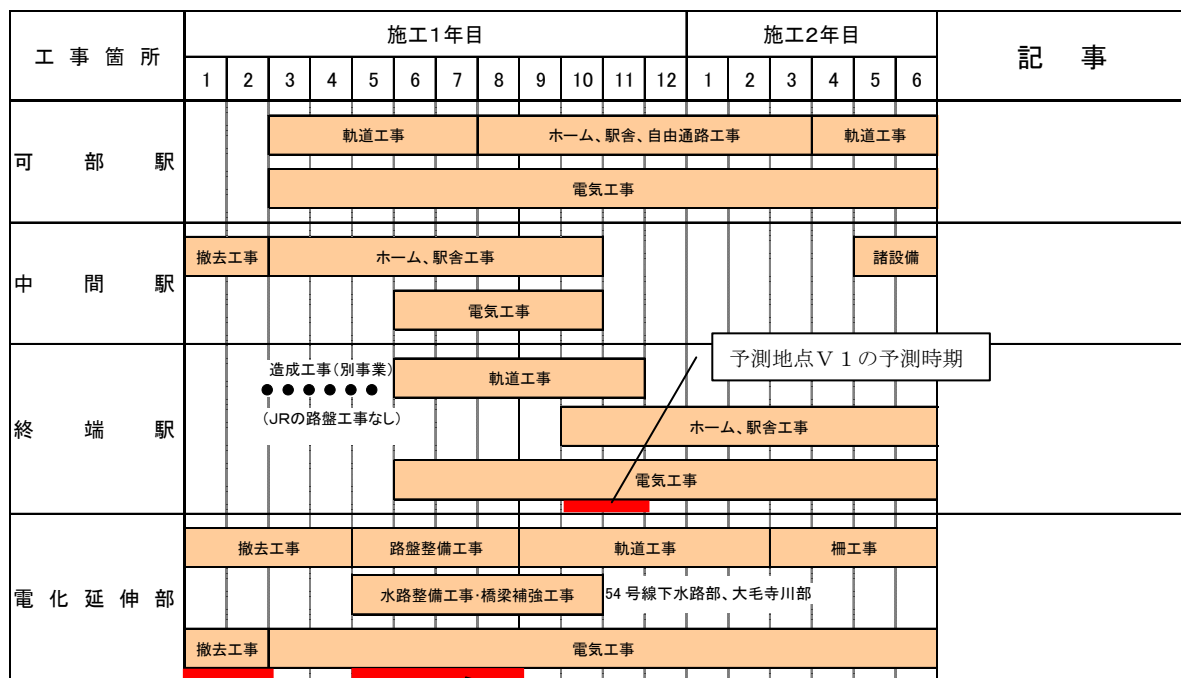 工事箇所 施工1年目 施工2年目 記事
1 2 3 4 5 6 7 8 9 10 11 12 1 2 3 4 5 6
可部駅
軌道工事 ホーム、駅舎、自由通路工事 軌道工事
電気工事
中間駅
撤去工事 ホーム、駅舎工事 諸設備
電気工事
予測地点V1の予測時期
終端駅
造成工事(別事業)
(JRの路盤工事なし)
軌道工事
ホーム、駅舎工事
電気工事
電化延伸部
撤去工事 路盤整備工事 軌道工事 柵工事
水路整備工事・橋梁補強工事 54号線下水路部、大毛寺川部
撤去工事 電気工事